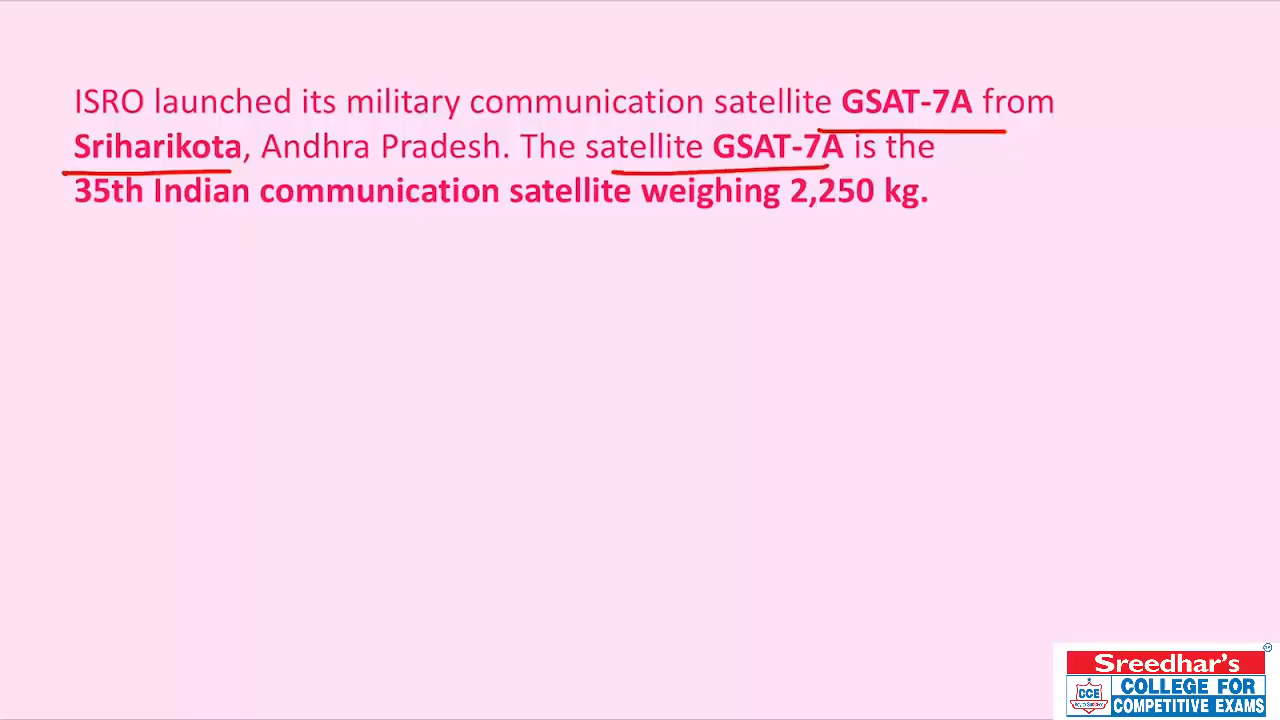 ISRO launched its military communication satellite GSAT-7A from
Sriharikota, Andhra Pradesh. The satellite GSAT-7A is the
35th Indian communication satellite weighing 2,250 kg.
Sreedhar's
CCE
COLLEGE FOR
COMPETITIVE EXAMS